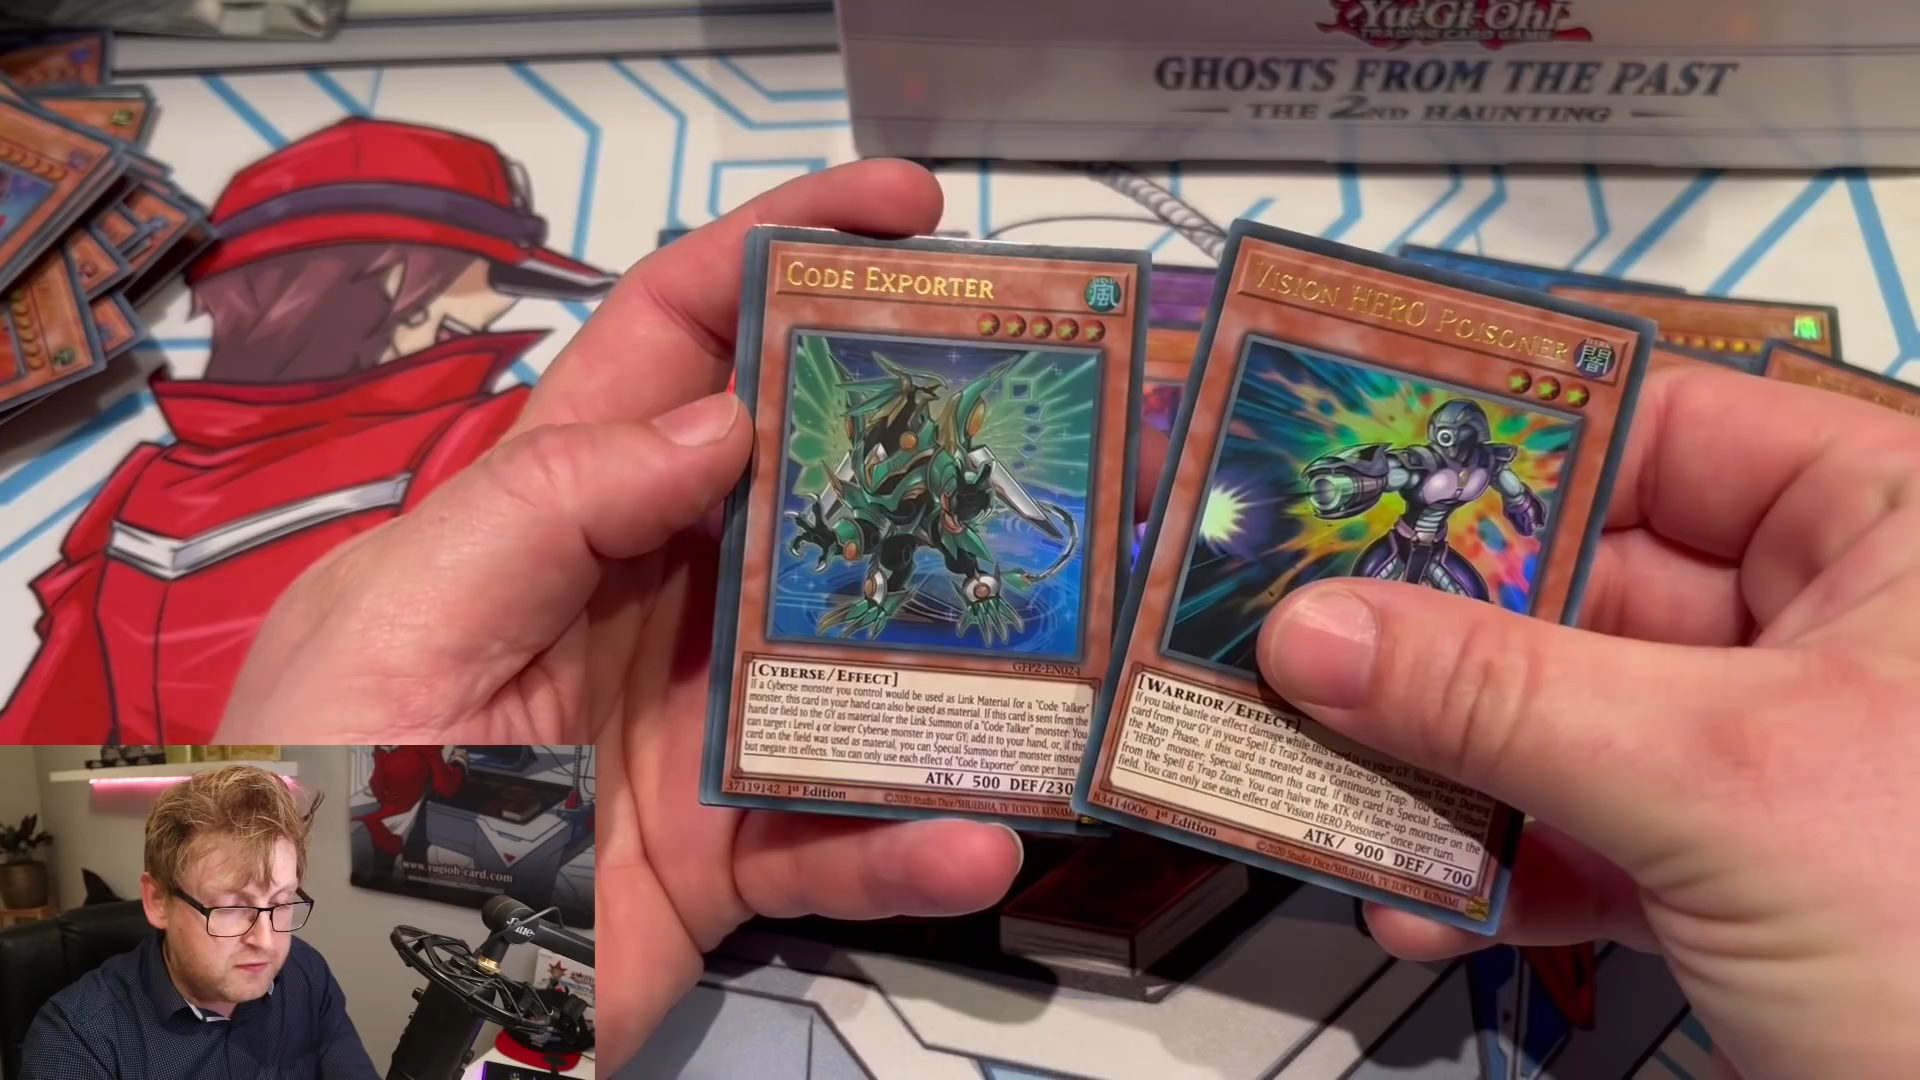 Yu-Gi-Oh!
TRADING CARD GAME
GHOSTS FROM THE PAST
THE 2ND HAUNTING
CODE EXPORTER
風
GFP2-EN024
[CYBERSE/EFFECT]
If a Cyberse monster you control would be used as Link Material for a "Code Talker"
monster, this card in your hand can also be used as material. If this card is sent from the
hand or field to the GY as material for the Link Summon of a "Code Talker" monster: You
can target 1 Level 4 or lower Cyberse monster in your GY; add it to your hand, or, if this
card on the field was used as material, you can Special Summon that monster instead
but negate its effects. You can only use each effect of "Code Exporter" once per turn.
ATK/ 500 DEF/230
37119142 1st Edition
©2020 Studio Dice/SHUEISHA, TV TOKYO, KONAMI
VISION HERO POISONER
闇
[WARRIOR/EFFECT]
If you take battle or effect damage while this card is in your GY: You can place this
card from your GY in your Spell & Trap Zone as a face-up Continuous Trap. During
the Main Phase, if this card is treated as a Continuous Trap: You can Tribute
"HERO" monster; Special Summon this card. If this card is Special Summoned
from the Spell & Trap Zone: You can halve the ATK of 1 face-up monster on the
field. You can only use each effect of "Vision HERO Poisoner" once per turn.
ATK/ 900 DEF/ 700
83414006 1st Edition
©2020 Studio Dice/SHUEISHA, TV TOKYO, KONAMI
www.yugioh-card.com